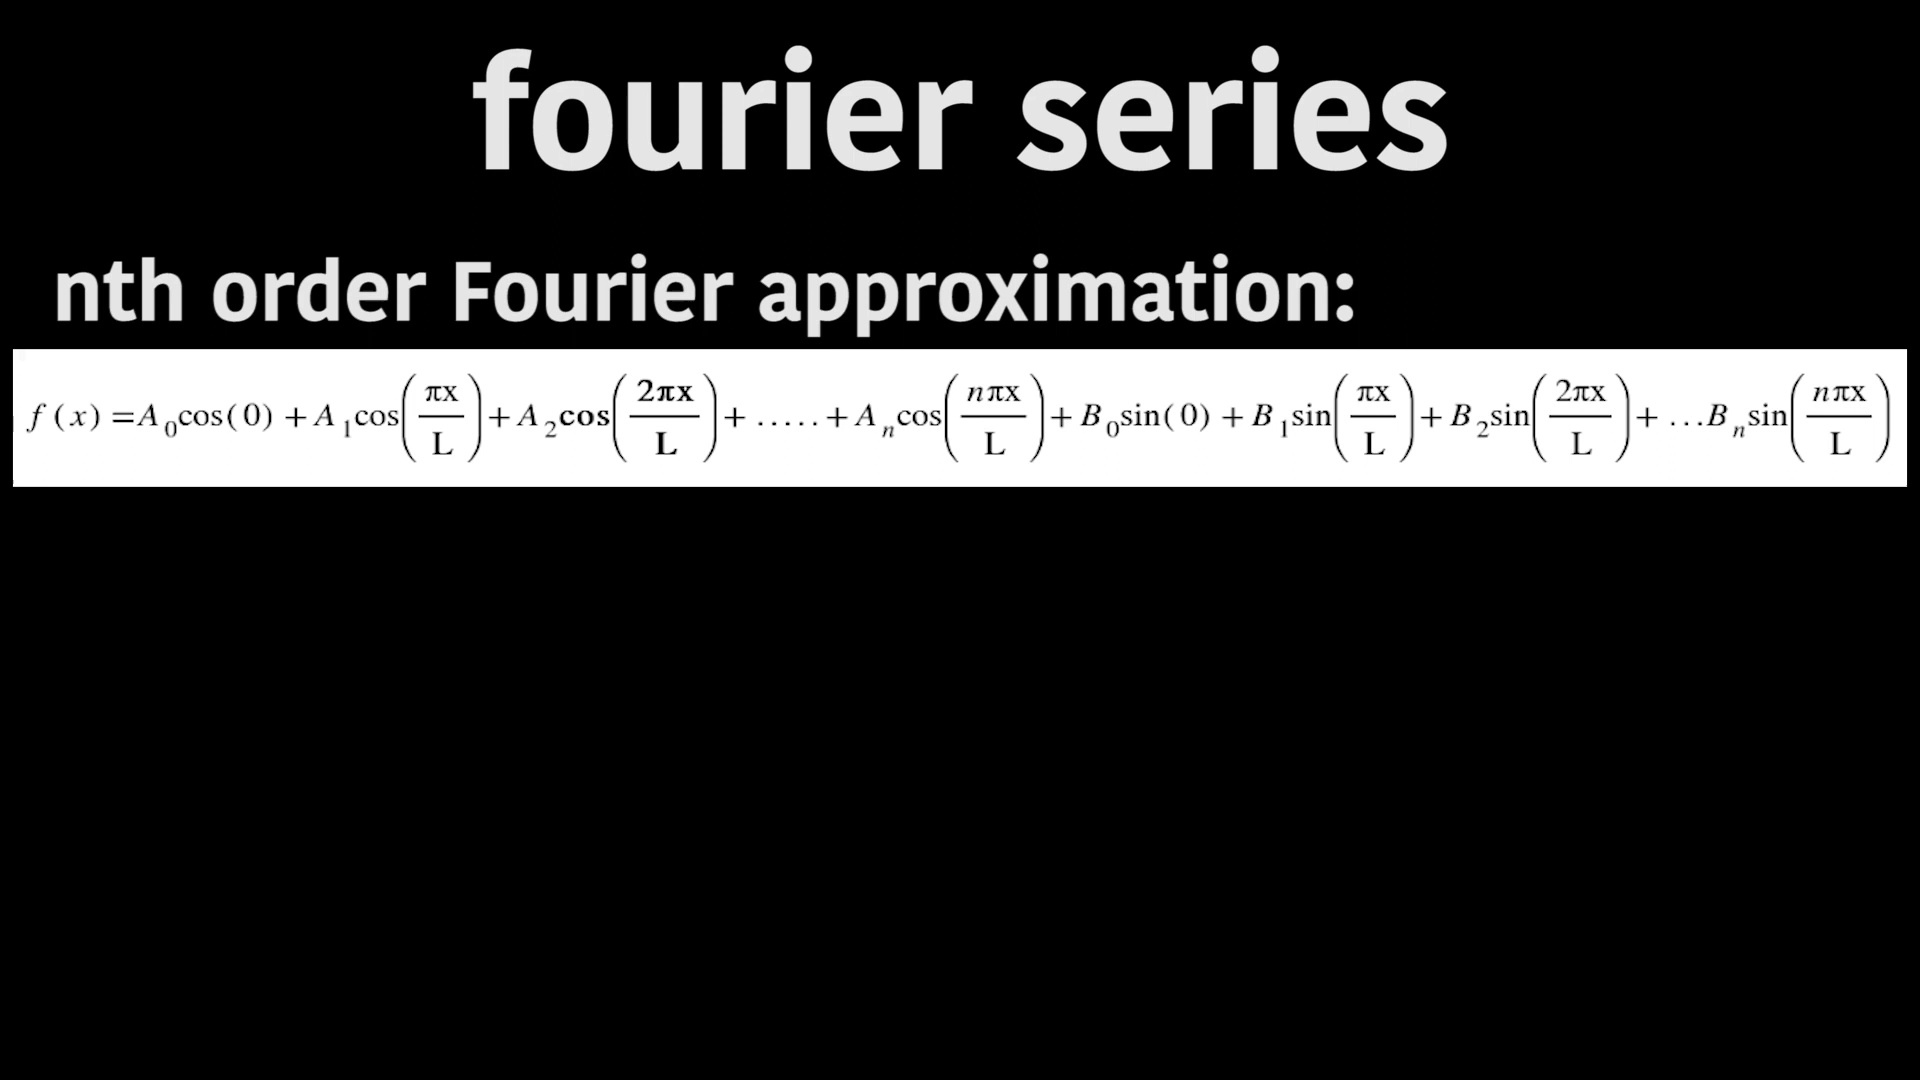 fourier series
nth order Fourier approximation:
f (x) =A₀cos(0) + A₁cos(πx/L) + A₂cos(2πx/L) + ..... + Aₙcos(nπx/L) + B₀sin(0) + B₁sin(πx/L) + B₂sin(2πx/L) + ...Bₙsin(nπx/L)